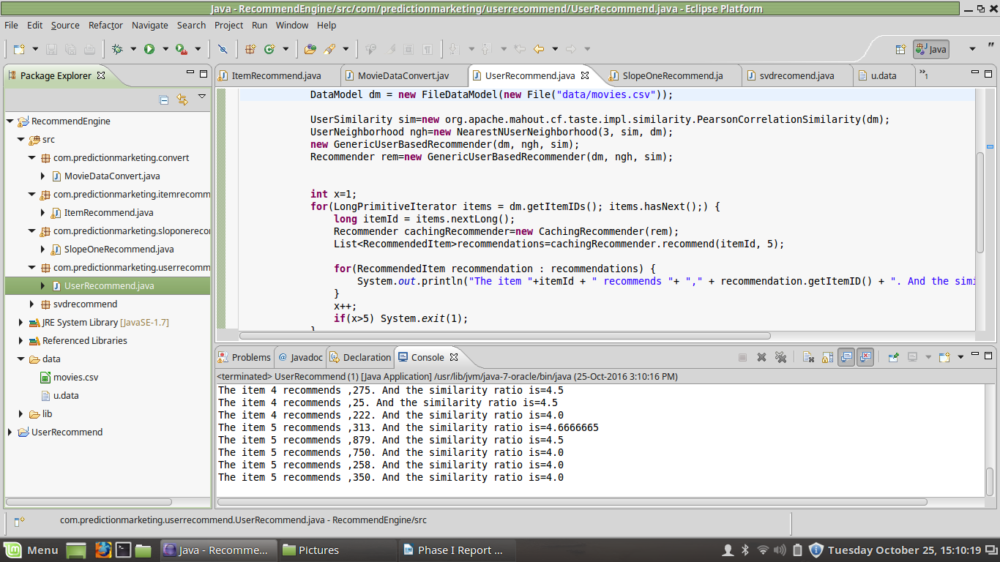 Java - RecommendEngine/src/com/predictionmarketing/userrecommend/UserRecommend.java - Eclipse Platform
File Edit Source Refactor Navigate Search Project Run Window Help
Java
Package Explorer
RecommendEngine
src
com.predictionmarketing.convert
MovieDataConvert.java
com.predictionmarketing.itemrecomm
ItemRecommend.java
com.predictionmarketing.sloponerecor
SlopeOneRecommend.java
com.predictionmarketing.userrecomm
UserRecommend.java
svdrecommend
JRE System Library [JavaSE-1.7]
Referenced Libraries
data
movies.csv
u.data
lib
UserRecommend
ItemRecommend.java MovieDataConvert.jav UserRecommend.java SlopeOneRecommend.ja svdrecomend.java u.data »1
DataModel dm = new FileDataModel(new File("data/movies.csv"));
UserSimilarity sim=new org.apache.mahout.cf.taste.impl.similarity.PearsonCorrelationSimilarity(dm);
UserNeighborhood ngh=new NearestNUserNeighborhood(3, sim, dm);
new GenericUserBasedRecommender(dm, ngh, sim);
Recommender rem=new GenericUserBasedRecommender(dm, ngh, sim);
int x=1;
for(LongPrimitiveIterator items = dm.getItemIDs(); items.hasNext();) {
long itemId = items.nextLong();
Recommender cachingRecommender=new CachingRecommender(rem);
List<RecommendedItem>recommendations=cachingRecommender.recommend(itemId, 5);
for(RecommendedItem recommendation : recommendations) {
System.out.println("The item "+itemId + " recommends "+ "," + recommendation.getItemID() + ". And the simi
}
x++;
if(x>5) System.exit(1);
}
Problems @ Javadoc Declaration Console
<terminated> UserRecommend (1) [Java Application] /usr/lib/jvm/java-7-oracle/bin/java (25-Oct-2016 3:10:16 PM)
The item 4 recommends ,275. And the similarity ratio is=4.5
The item 4 recommends ,25. And the similarity ratio is=4.5
The item 4 recommends ,222. And the similarity ratio is=4.0
The item 5 recommends ,313. And the similarity ratio is=4.6666665
The item 5 recommends ,879. And the similarity ratio is=4.5
The item 5 recommends ,750. And the similarity ratio is=4.0
The item 5 recommends ,258. And the similarity ratio is=4.0
The item 5 recommends ,350. And the similarity ratio is=4.0
com.predictionmarketing.userrecommend.UserRecommend.java - RecommendEngine/src
Menu Java - Recomme... Pictures Phase I Report ... Tuesday October 25, 15:10:19